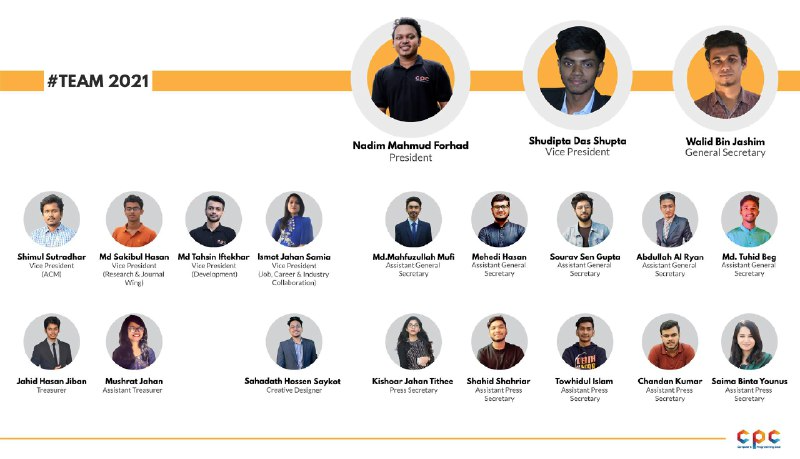 #TEAM 2021
cpc
Nadim Mahmud Forhad
President
Shudipta Das Shupta
Vice President
Walid Bin Jashim
General Secretary
Shimul Sutradhar
Vice President
(ACM)
Md Sakibul Hasan
Vice President
(Research & Journal
Wing)
Md Tahsin Iftekhar
Vice President
(Development)
Ismot Jahan Samia
Vice President
(Job, Career & Industry
Collaboration)
Md.Mahfuzullah Mufi
Assistant General
Secretary
Mehedi Hasan
Assistant General
Secretary
Sourav Sen Gupta
Assistant General
Secretary
Abdullah Al Ryan
Assistant General
Secretary
Md. Tuhid Beg
Assistant General
Secretary
Jahid Hasan Jiban
Treasurer
Mushrat Jahan
Assistant Treasurer
Sahadath Hossen Saykot
Creative Designer
Kishoar Jahan Tithee
Press Secretary
Shahid Shahriar
Assistant Press
Secretary
Towhidul Islam
Assistant Press
Secretary
Chandan Kumar
Assistant Press
Secretary
Saima Binta Younus
Assistant Press
Secretary
cpc